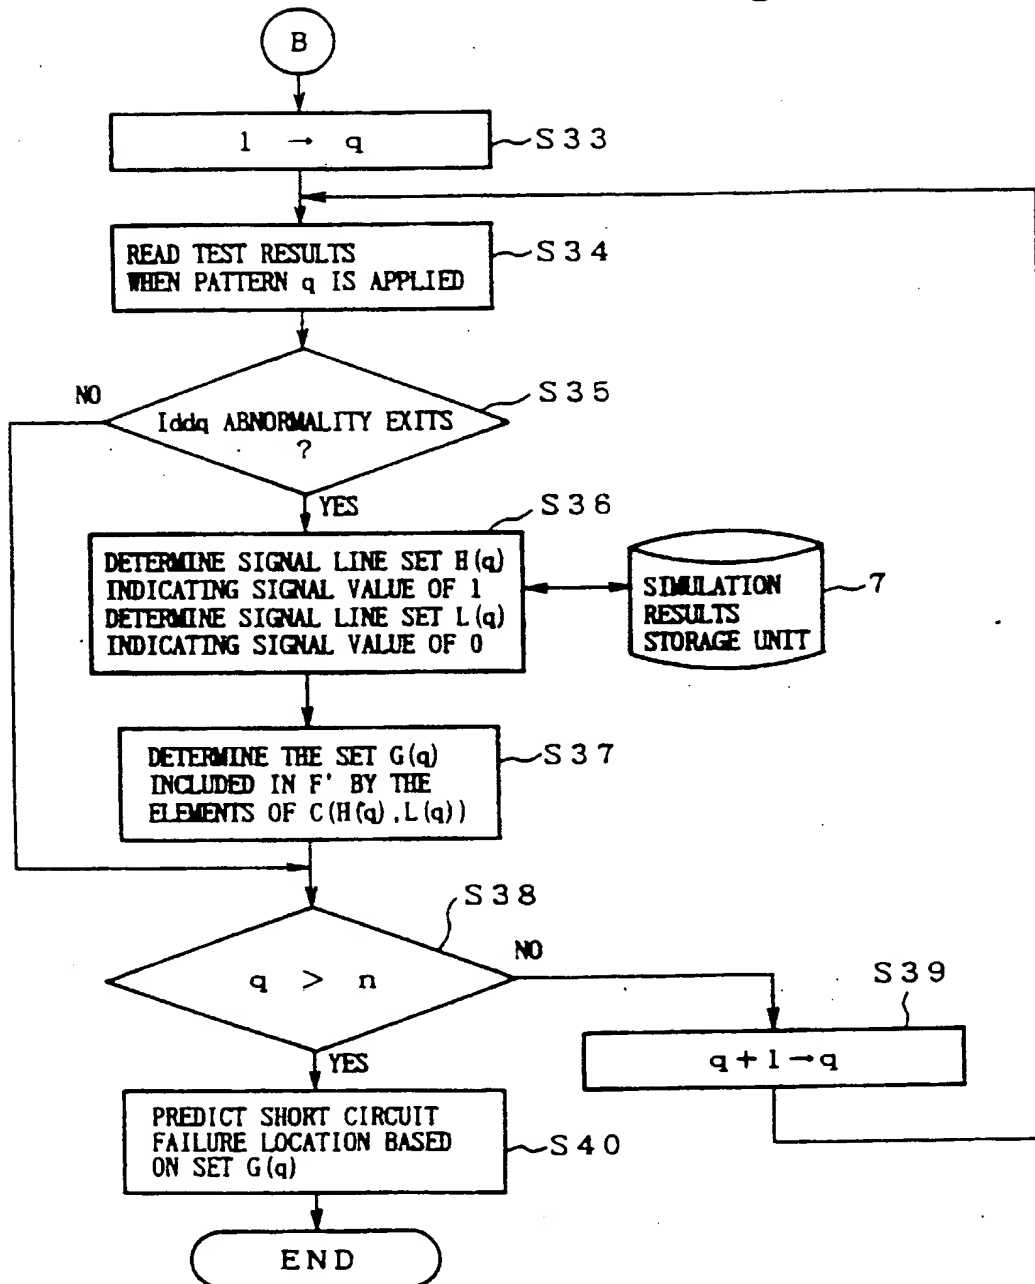 B
1 → q
S33
READ TEST RESULTS
WHEN PATTERN q IS APPLIED
S34
NO
Iddq ABNORMALITY EXITS
?
S35
YES
S36
DETERMINE SIGNAL LINE SET H(q)
INDICATING SIGNAL VALUE OF 1
DETERMINE SIGNAL LINE SET L(q)
INDICATING SIGNAL VALUE OF 0
SIMULATION
RESULTS
STORAGE UNIT
7
DETERMINE THE SET G(q)
INCLUDED IN F' BY THE
ELEMENTS OF C(H(q),L(q))
S37
S38
q > n
NO
S39
q+1→q
YES
PREDICT SHORT CIRCUIT
FAILURE LOCATION BASED
ON SET G(q)
S40
END